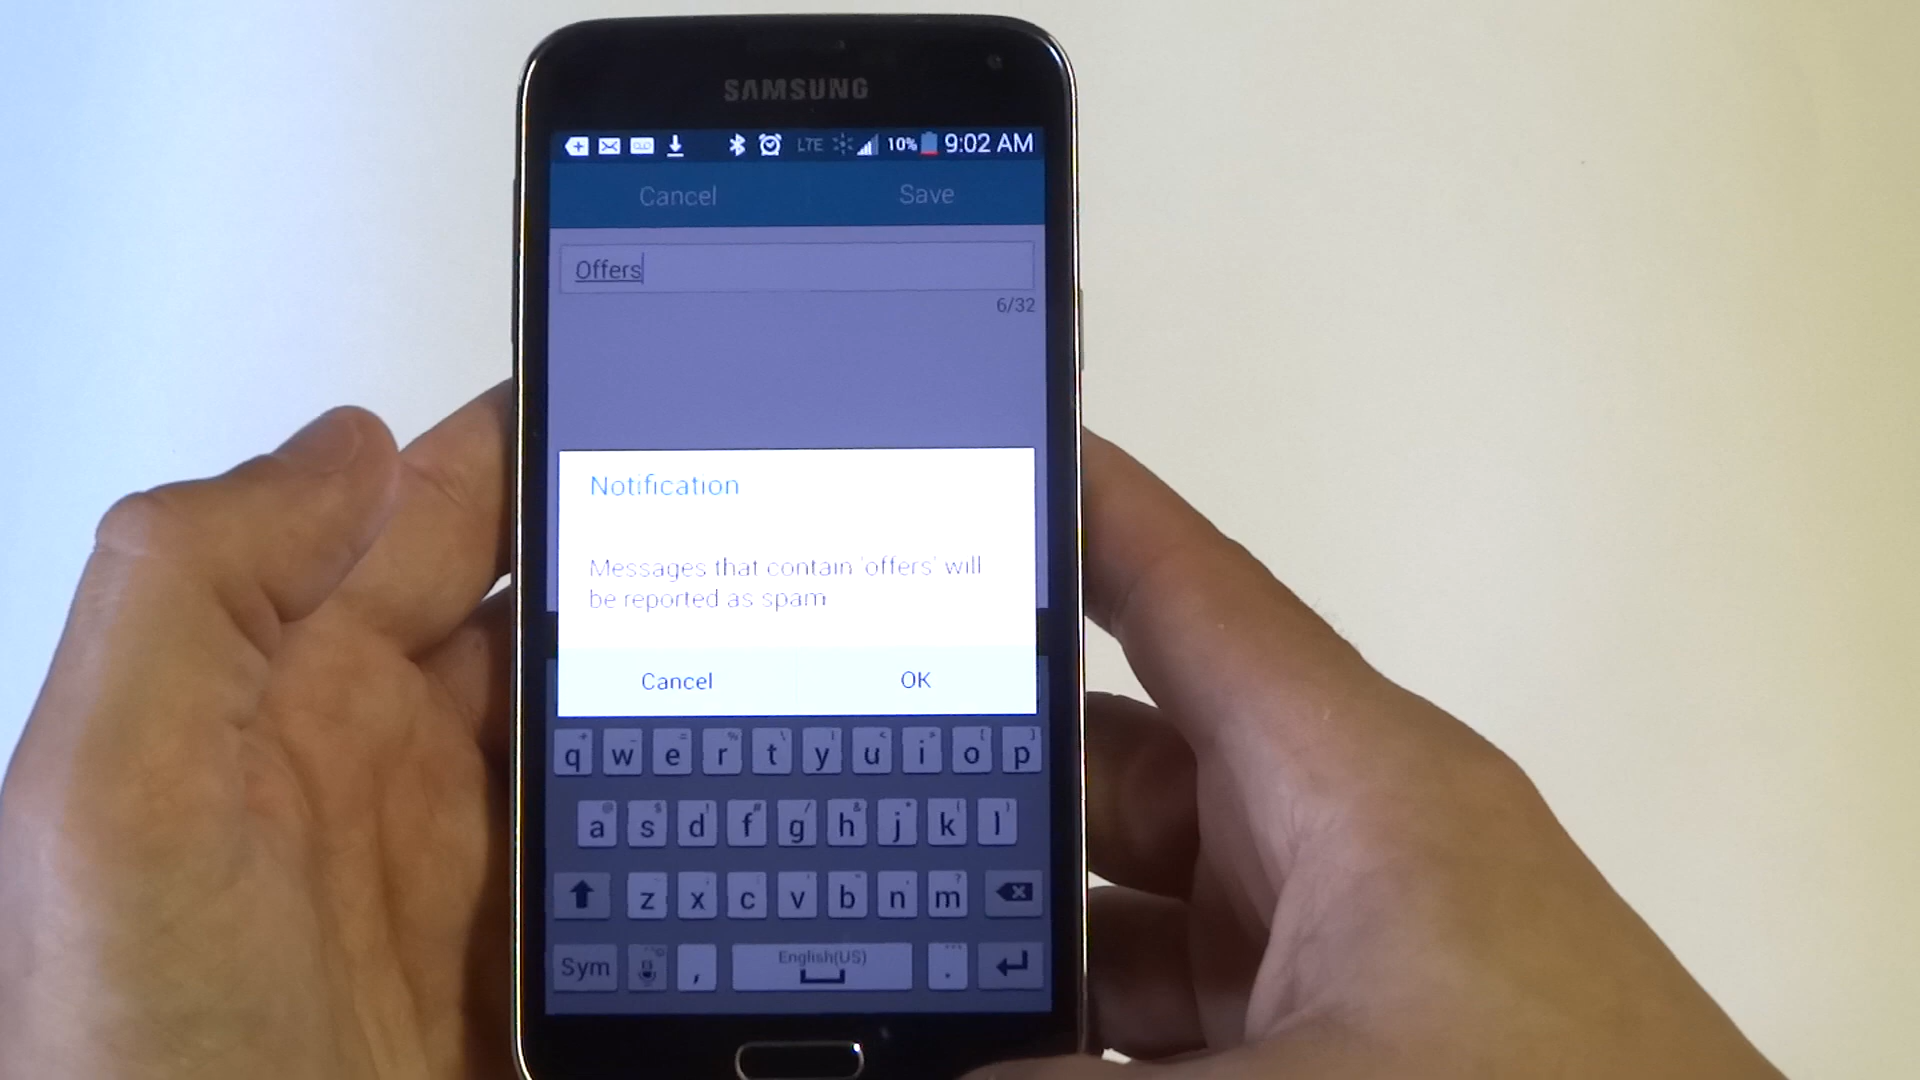 SAMSUNG
LTE 10% 9:02 AM
Cancel Save
Offers
6/32
Notification
Messages that contain 'offers' will
be reported as spam
Cancel OK
q w e r t y u i o p
a s d f g h j k l
z x c v b n m
Sym , English(US) .